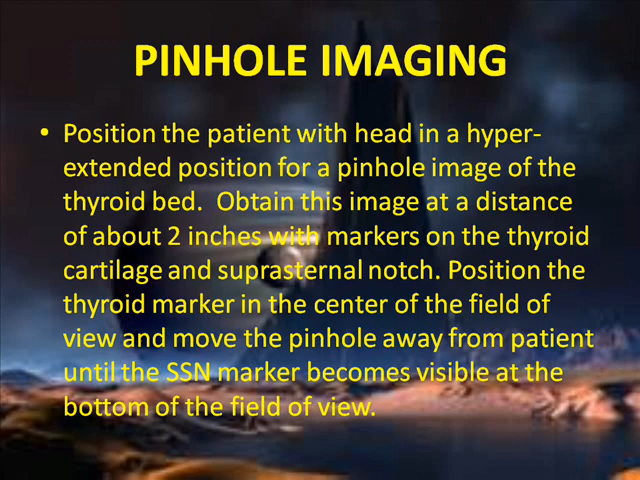 PINHOLE IMAGING
• Position the patient with head in a hyper-
extended position for a pinhole image of the
thyroid bed.  Obtain this image at a distance
of about 2 inches with markers on the thyroid
cartilage and suprasternal notch. Position the
thyroid marker in the center of the field of
view and move the pinhole away from patient
until the SSN marker becomes visible at the
bottom of the field of view.